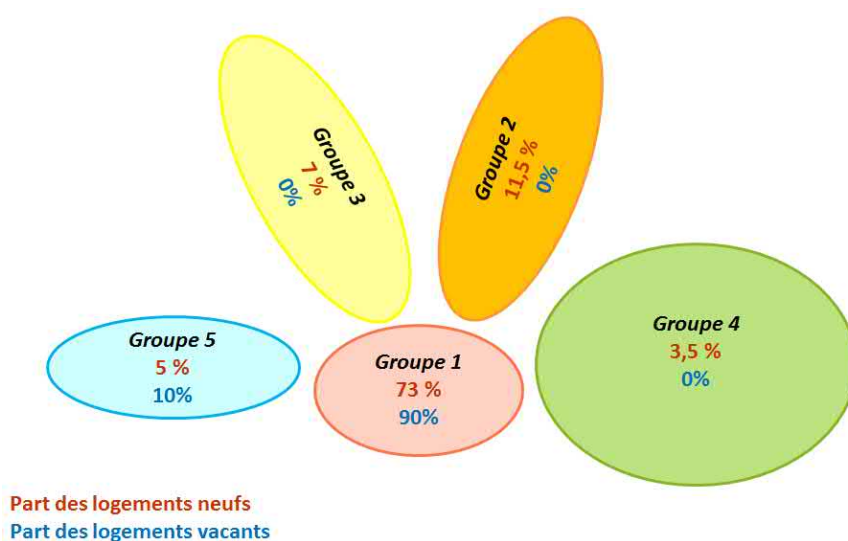 Groupe 3
7 %
0%
Groupe 2
11,5 %
0%
Groupe 5
5 %
10%
Groupe 1
73 %
90%
Groupe 4
3,5 %
0%
Part des logements neufs
Part des logements vacants